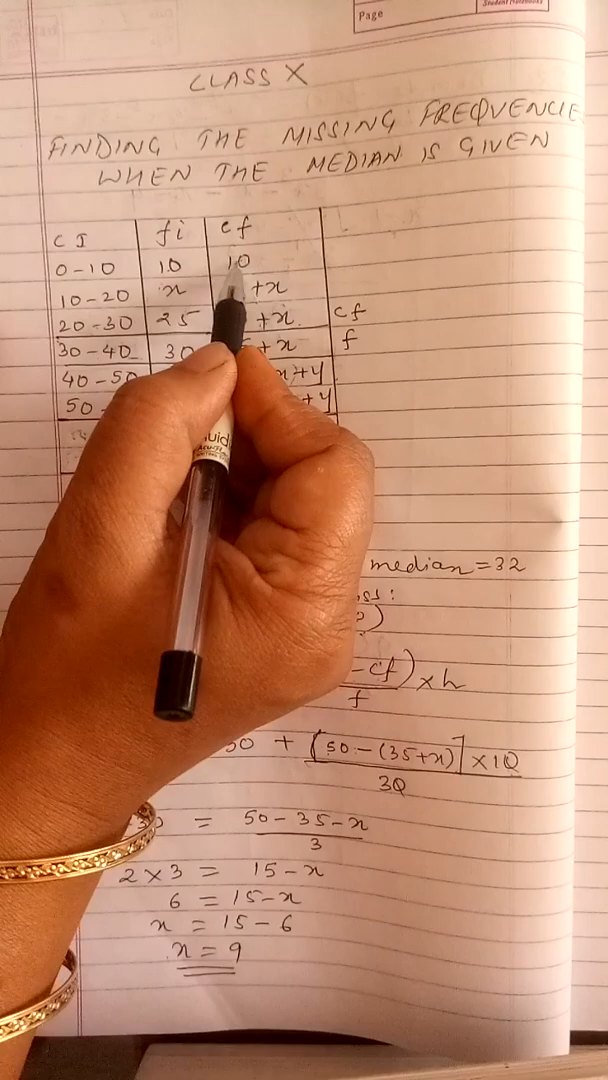 Page
Student Notebooks
CLASS X
FINDING THE MISSING FREQUENCIE
WHEN THE MEDIAN IS GIVEN
C I fi cf
0-10 10 10
10-20 x +x
20-30 25 +x cf
30-40 30 +x f
40-50 x+y
50- +y
median = 32
-cf) × h
f
30 + [50-(35+x)] × 10
30
= 50-35-x
3
2×3 = 15-x
6 = 15-x
x = 15-6
x = 9